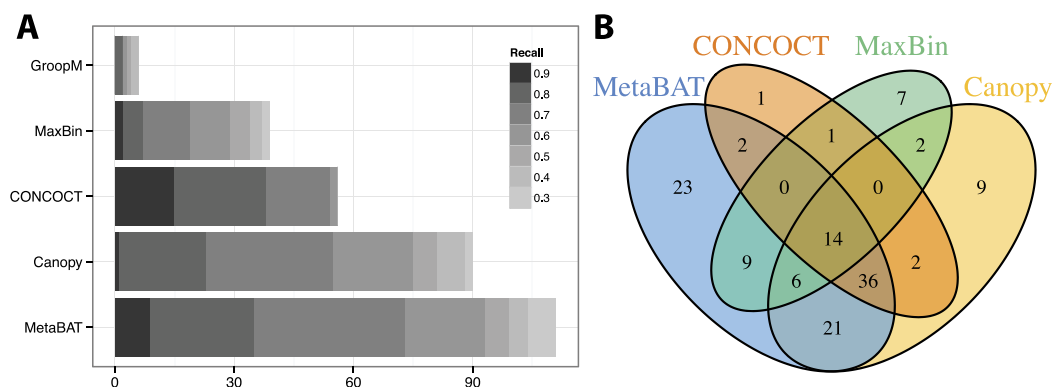 A
GroopM
MaxBin
CONCOCT
Canopy
MetaBAT
0
30
60
90
Recall
0.9
0.8
0.7
0.6
0.5
0.4
0.3
B
CONCOCT
MaxBin
MetaBAT
Canopy
1
7
2
1
2
23
0
0
9
14
9
6
36
2
21